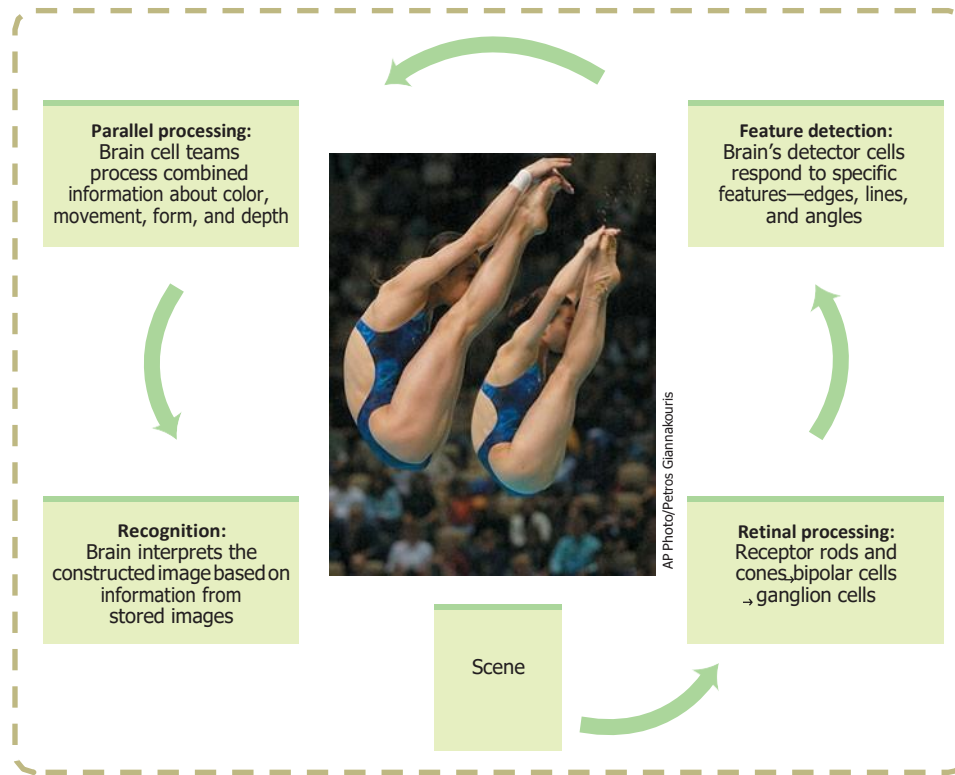 Parallel processing:
Brain cell teams
process combined
information about color,
movement, form, and depth
Feature detection:
Brain’s detector cells
respond to specific
features—edges, lines,
and angles
Recognition:
Brain interprets the
constructed image based on
information from
stored images
Retinal processing:
Receptor rods and
cones→bipolar cells
→ ganglion cells
Scene
AP Photo/Petros Giannakouris